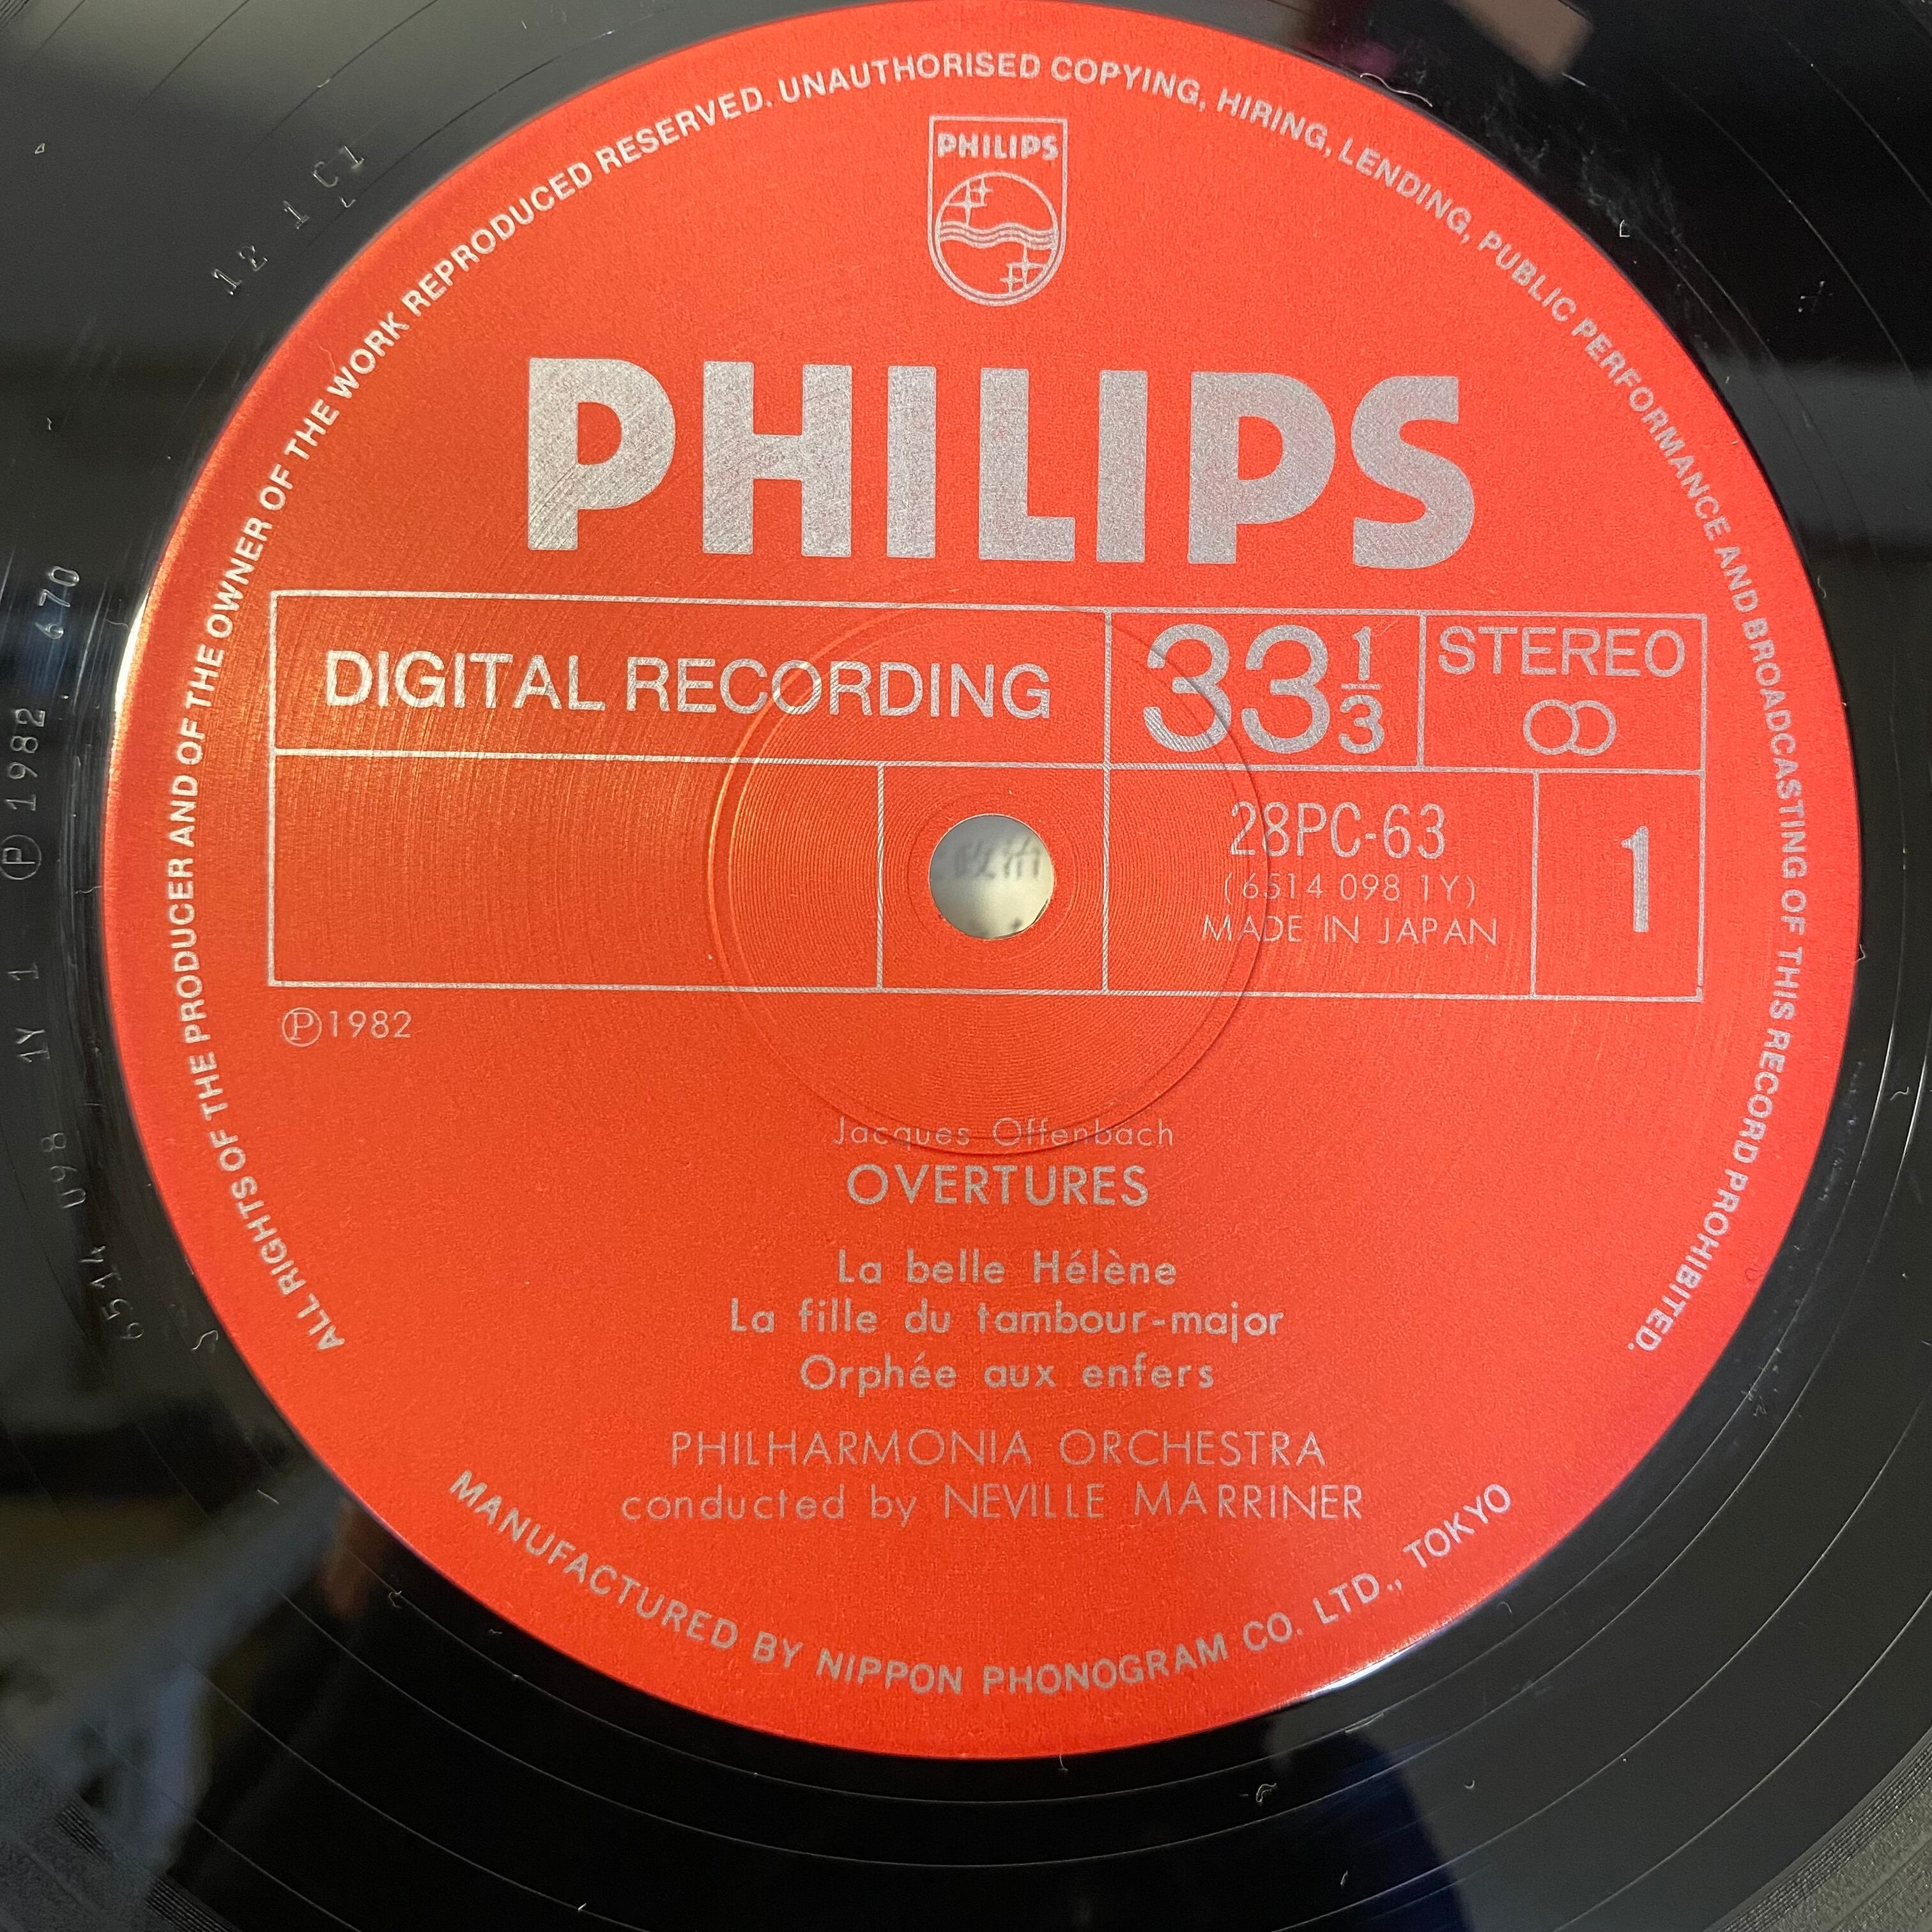 ALL RIGHTS OF THE PRODUCER AND OF THE OWNER OF THE WORK REPRODUCED RESERVED. UNAUTHORISED COPYING, HIRING, LENDING, PUBLIC PERFORMANCE AND BROADCASTING OF THIS RECORD PROHIBITED.
PHILIPS
PHILIPS
DIGITAL RECORDING
33 1/3
STEREO
28PC-63
(6514 098 1Y)
MADE IN JAPAN
1
Ⓟ1982
Jacques Offenbach
OVERTURES
La belle Hélène
La fille du tambour-major
Orphée aux enfers
PHILHARMONIA ORCHESTRA
conducted by NEVILLE MARRINER
MANUFACTURED BY NIPPON PHONOGRAM CO. LTD., TOKYO
6514 098 1Y 1 Ⓟ 1982 670